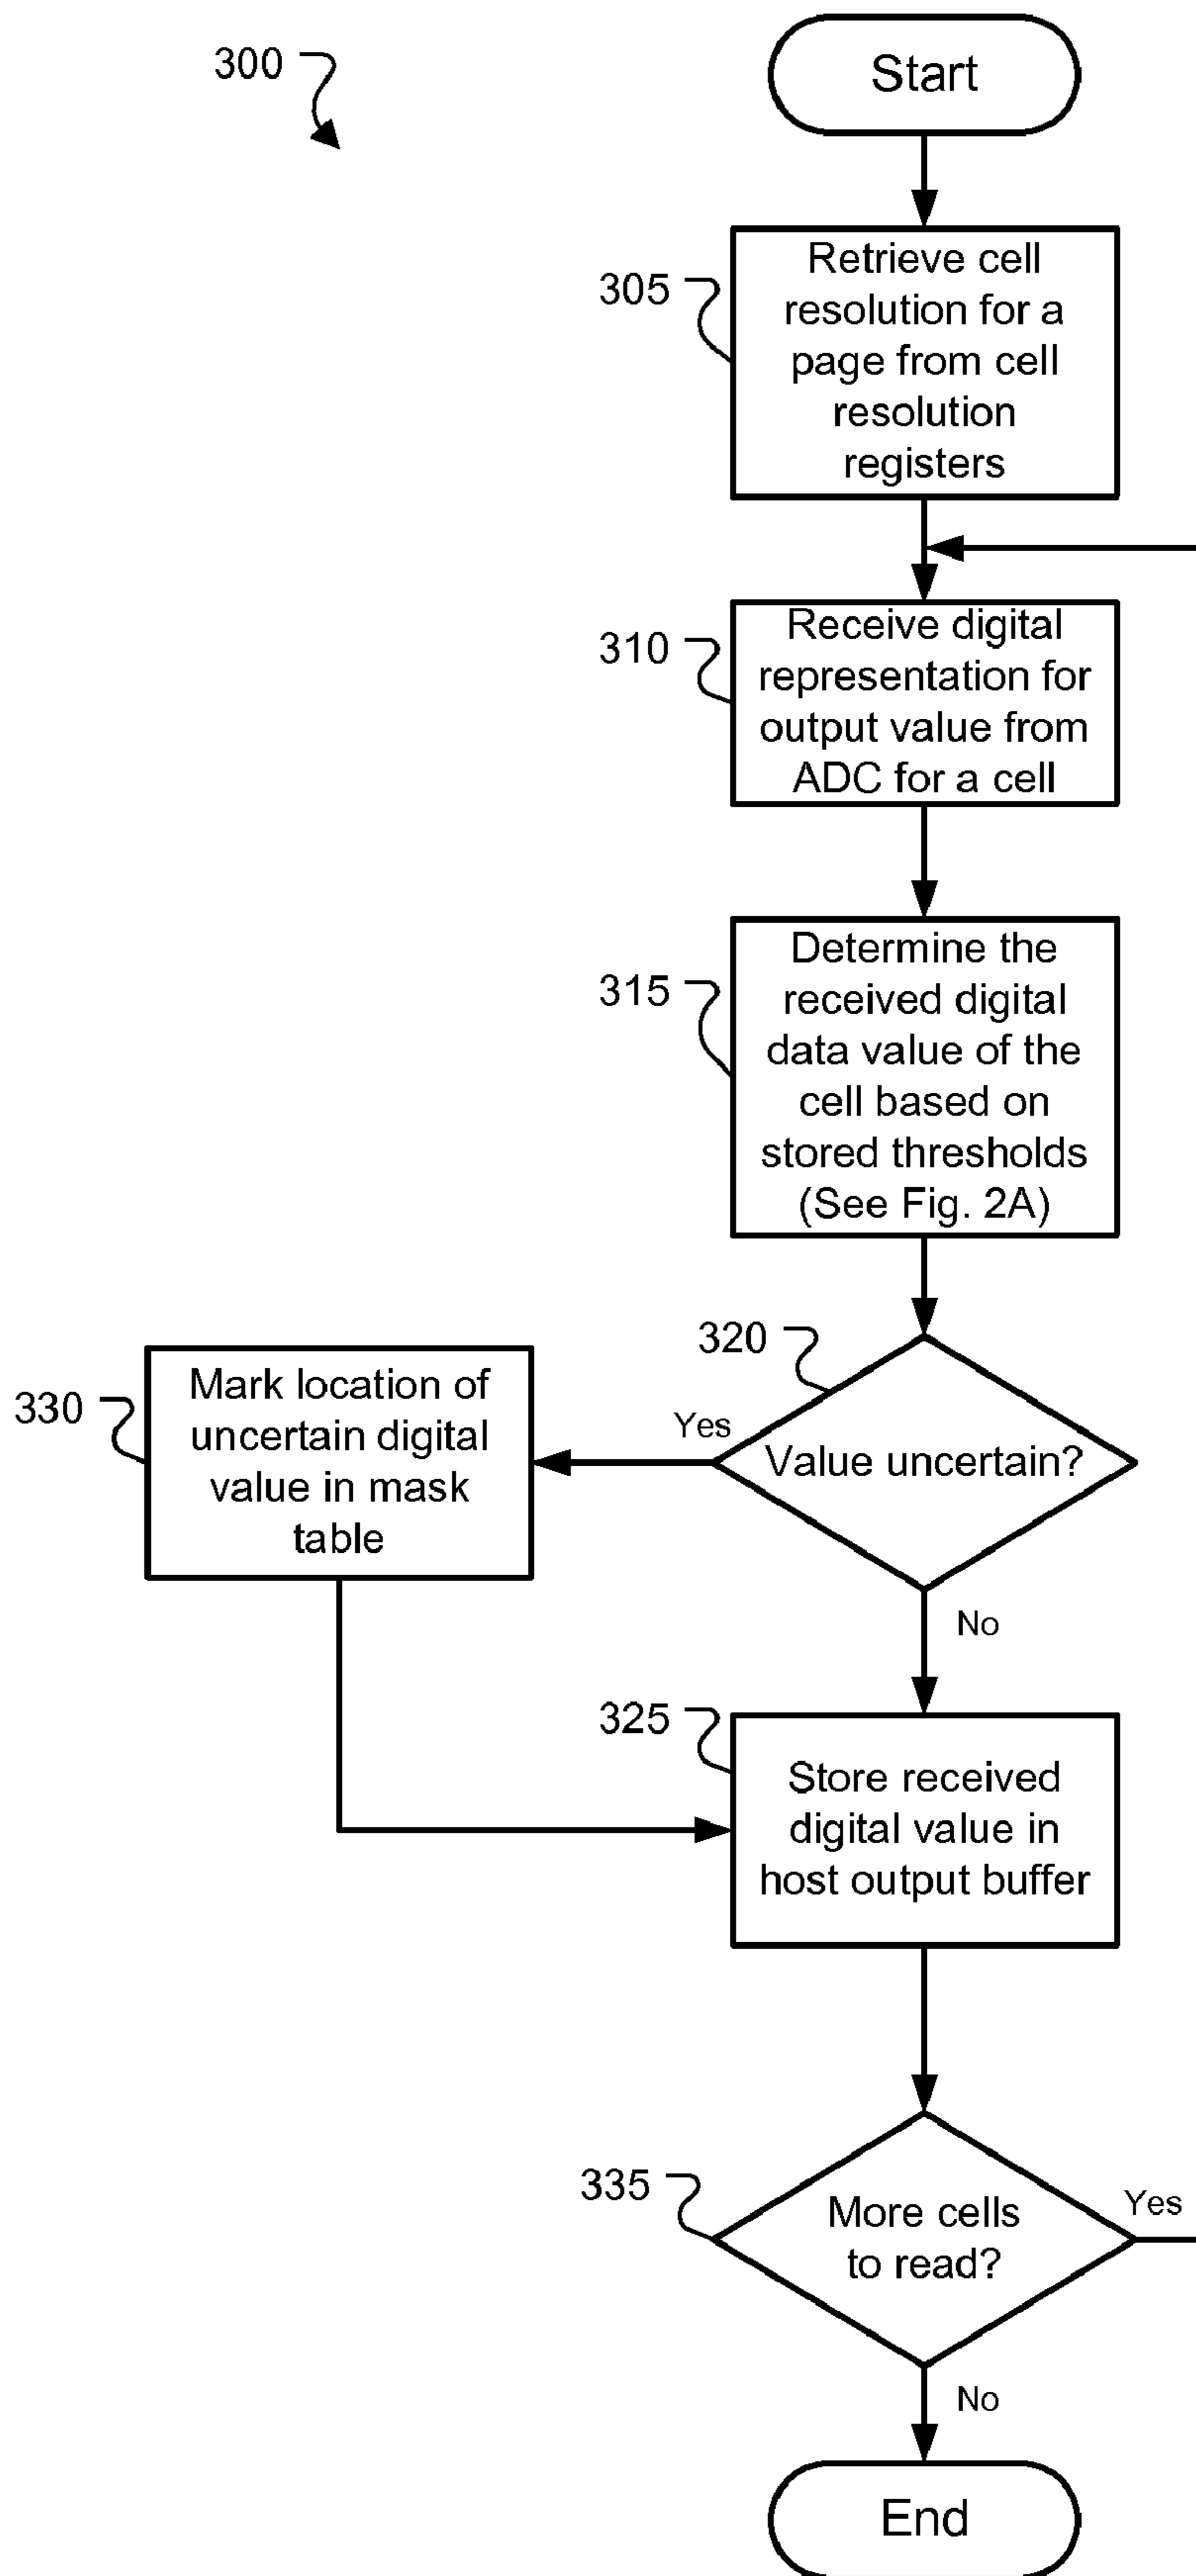 300
Start
305
Retrieve cell
resolution for a
page from cell
resolution
registers
310
Receive digital
representation for
output value from
ADC for a cell
315
Determine the
received digital
data value of the
cell based on
stored thresholds
(See Fig. 2A)
320
Value uncertain?
Yes
330
Mark location of
uncertain digital
value in mask
table
No
325
Store received
digital value in
host output buffer
335
More cells
to read?
Yes
No
End